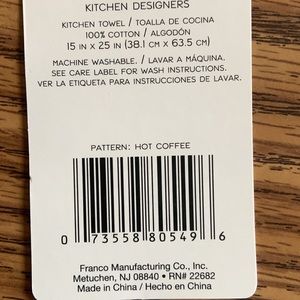 KITCHEN DESIGNERS
KITCHEN TOWEL / TOALLA DE COCINA
100% COTTON / ALGODÓN
15 IN X 25 IN (38.1 CM X 63.5 CM)
MACHINE WASHABLE. / LAVAR A MÁQUINA.
SEE CARE LABEL FOR WASH INSTRUCTIONS.
VER LA ETIQUETA PARA INSTRUCCIONES DE LAVAR.
PATTERN: HOT COFFEE
0 73558 80549 6
Franco Manufacturing Co., Inc.
Metuchen, NJ 08840 • RN# 22682
Made in China / Hecho en China